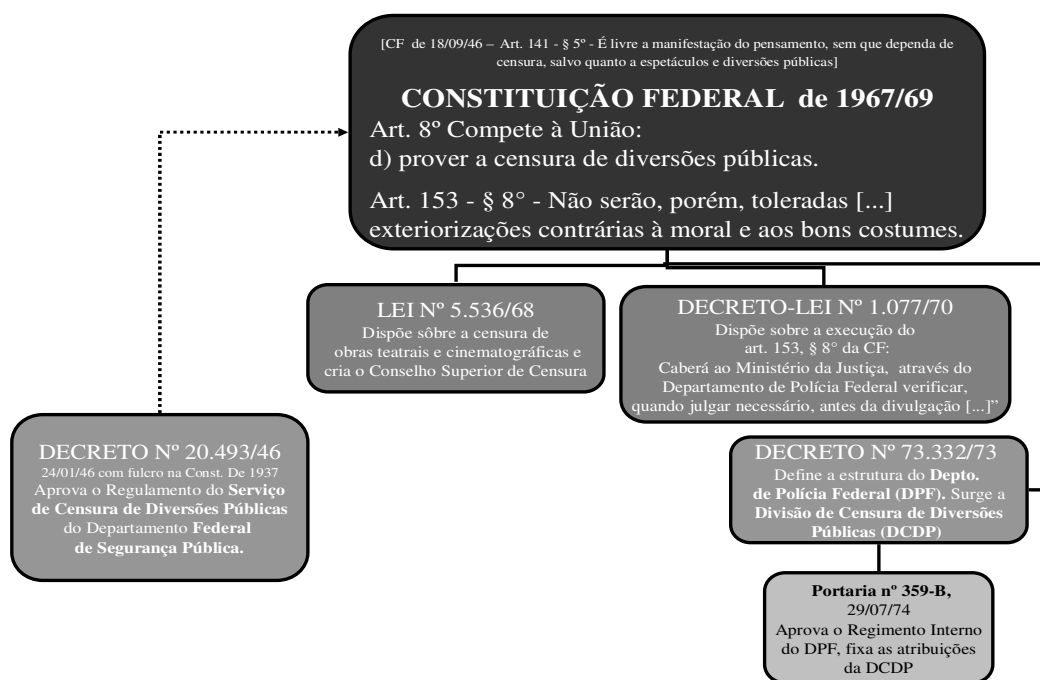 [CF de 18/09/46 – Art. 141 - § 5º - É livre a manifestação do pensamento, sem que dependa de
censura, salvo quanto a espetáculos e diversões públicas]
CONSTITUIÇÃO FEDERAL de 1967/69
Art. 8º Compete à União:
d) prover a censura de diversões públicas.
Art. 153 - § 8° - Não serão, porém, toleradas [...]
exteriorizações contrárias à moral e aos bons costumes.
LEI Nº 5.536/68
Dispõe sôbre a censura de
obras teatrais e cinematográficas e
cria o Conselho Superior de Censura
DECRETO-LEI Nº 1.077/70
Dispõe sobre a execução do
art. 153, § 8° da CF:
Caberá ao Ministério da Justiça, através do
Departamento de Polícia Federal verificar,
quando julgar necessário, antes da divulgação [...]”
DECRETO Nº 20.493/46
24/01/46 com fulcro na Const. De 1937
Aprova o Regulamento do Serviço
de Censura de Diversões Públicas
do Departamento Federal
de Segurança Pública.
DECRETO Nº 73.332/73
Define a estrutura do Depto.
de Polícia Federal (DPF). Surge a
Divisão de Censura de Diversões
Públicas (DCDP)
Portaria nº 359-B,
29/07/74
Aprova o Regimento Interno
do DPF, fixa as atribuições
da DCDP